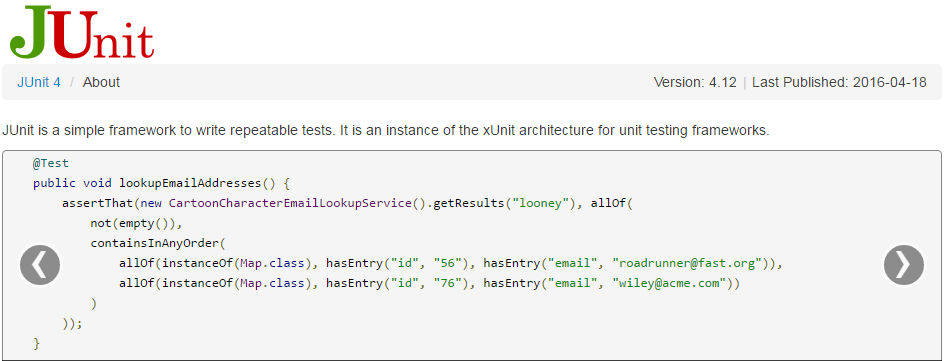 JUnit
JUnit 4 / About Version: 4.12 | Last Published: 2016-04-18
JUnit is a simple framework to write repeatable tests. It is an instance of the xUnit architecture for unit testing frameworks.
@Test
public void lookupEmailAddresses() {
    assertThat(new CartoonCharacterEmailLookupService().getResults("looney"), allOf(
        not(empty()),
        containsInAnyOrder(
            allOf(instanceOf(Map.class), hasEntry("id", "56"), hasEntry("email", "roadrunner@fast.org")),
            allOf(instanceOf(Map.class), hasEntry("id", "76"), hasEntry("email", "wiley@acme.com"))
        )
    ));
}